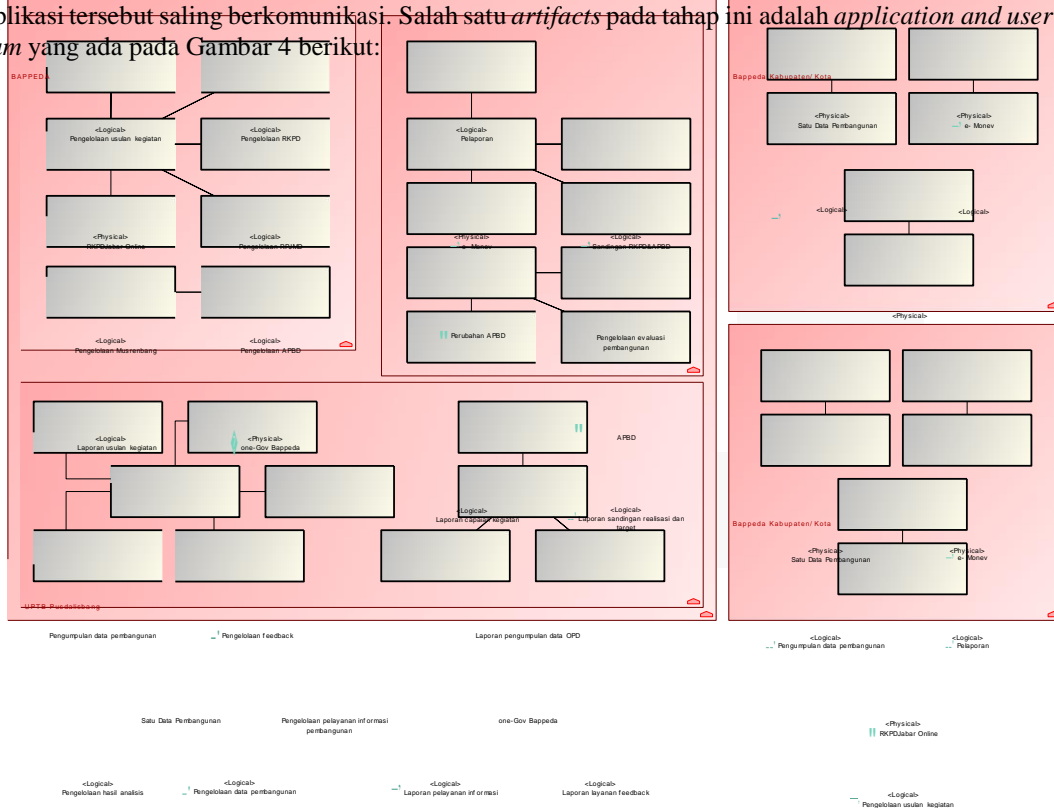 plikasi tersebut saling berkomunikasi. Salah satu artifacts pada tahap ini adalah application and user
m yang ada pada Gambar 4 berikut:
BAPPEDA
Bappeda Kabupaten/ Kota
<Logical>
Pengelolaan usulan kegiatan
<Logical>
Pengelolaan RKPD
<Logical>
Pelaporan
<Physical>
Satu Data Pembangunan
<Physical>
e- Monev
<Logical>
<Logical>
<Physical>
RKPDJabar Online
<Logical>
Pengelolaan RPJMD
<Physical>
e- Monev
<Logical>
Sandingan RKPD&APBD
<Physical>
Perubahan APBD
Pengelolaan evaluasi
pembangunan
<Logical>
Pengelolaan Musrenbang
<Logical>
Pengelolaan APBD
<Logical>
Laporan usulan kegiatan
<Physical>
one-Gov Bappeda
APBD
<Logical>
Laporan capaian kegiatan
<Logical>
Laporan sandingan realisasi dan
target
Bappeda Kabupaten/ Kota
<Physical>
Satu Data Pembangunan
<Physical>
e- Monev
UPTB Pusdalisbang
Pengumpulan data pembangunan
Pengelolaan feedback
Laporan pengumpulan data OPD
<Logical>
Pengumpulan data pembangunan
<Logical>
Pelaporan
Satu Data Pembangunan
Pengelolaan pelayanan informasi
pembangunan
one-Gov Bappeda
<Physical>
RKPDJabar Online
<Logical>
Pengelolaan hasil analisis
<Logical>
Pengelolaan data pembangunan
<Logical>
Laporan pelayanan informasi
<Logical>
Laporan layanan feedback
<Logical>
Pengelolaan usulan kegiatan